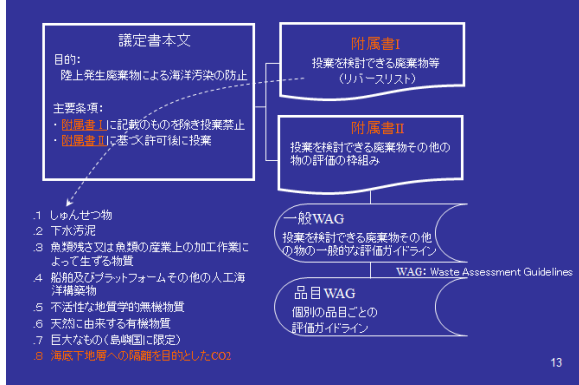 議定書本文
目的:
陸上発生廃棄物による海洋汚染の防止
主要条項:
・附属書Ⅰに記載のものを除き投棄禁止
・附属書Ⅱに基づく許可後に投棄
附属書I
投棄を検討できる廃棄物等
(リバースリスト)
附属書II
投棄を検討できる廃棄物その他の
物の評価の枠組み
一般WAG
投棄を検討できる廃棄物その他
の物の一般的な評価ガイドライン
WAG: Waste Assessment Guidelines
品目WAG
個別の品目ごとの
評価ガイドライン
.1 しゅんせつ物
.2 下水汚泥
.3 魚類残さ又は魚類の産業上の加工作業に
よって生ずる物質
.4 船舶及びプラットフォームその他の人工海
洋構築物
.5 不活性な地質学的無機物質
.6 天然に由来する有機物質
.7 巨大なもの(島嶼国に限定)
.8 海底下地層への隔離を目的としたCO2
13